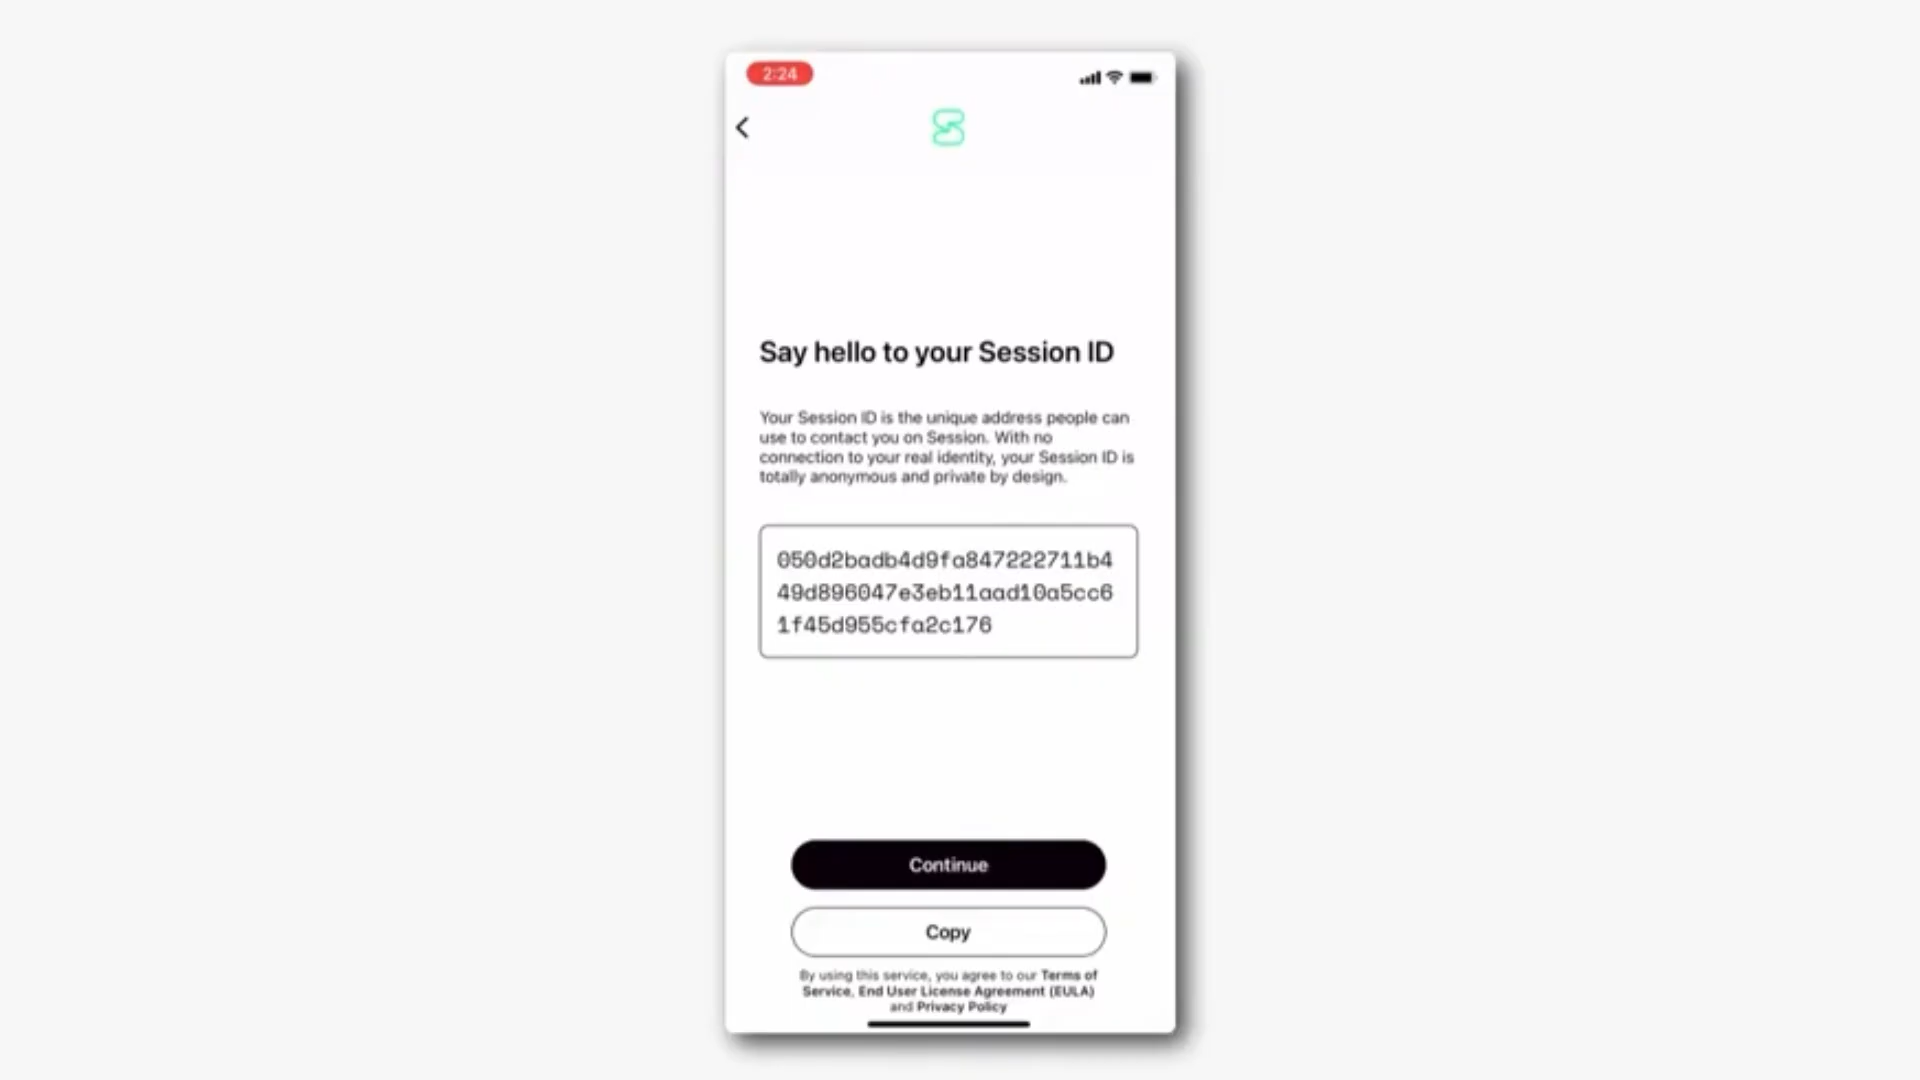 2:24
Say hello to your Session ID
Your Session ID is the unique address people can
use to contact you on Session. With no
connection to your real identity, your Session ID is
totally anonymous and private by design.
050d2badb4d9fa847222711b4
49d896047e3eb11aad10a5cc6
1f45d955cfa2c176
Continue
Copy
By using this service, you agree to our Terms of
Service, End User License Agreement (EULA)
and Privacy Policy